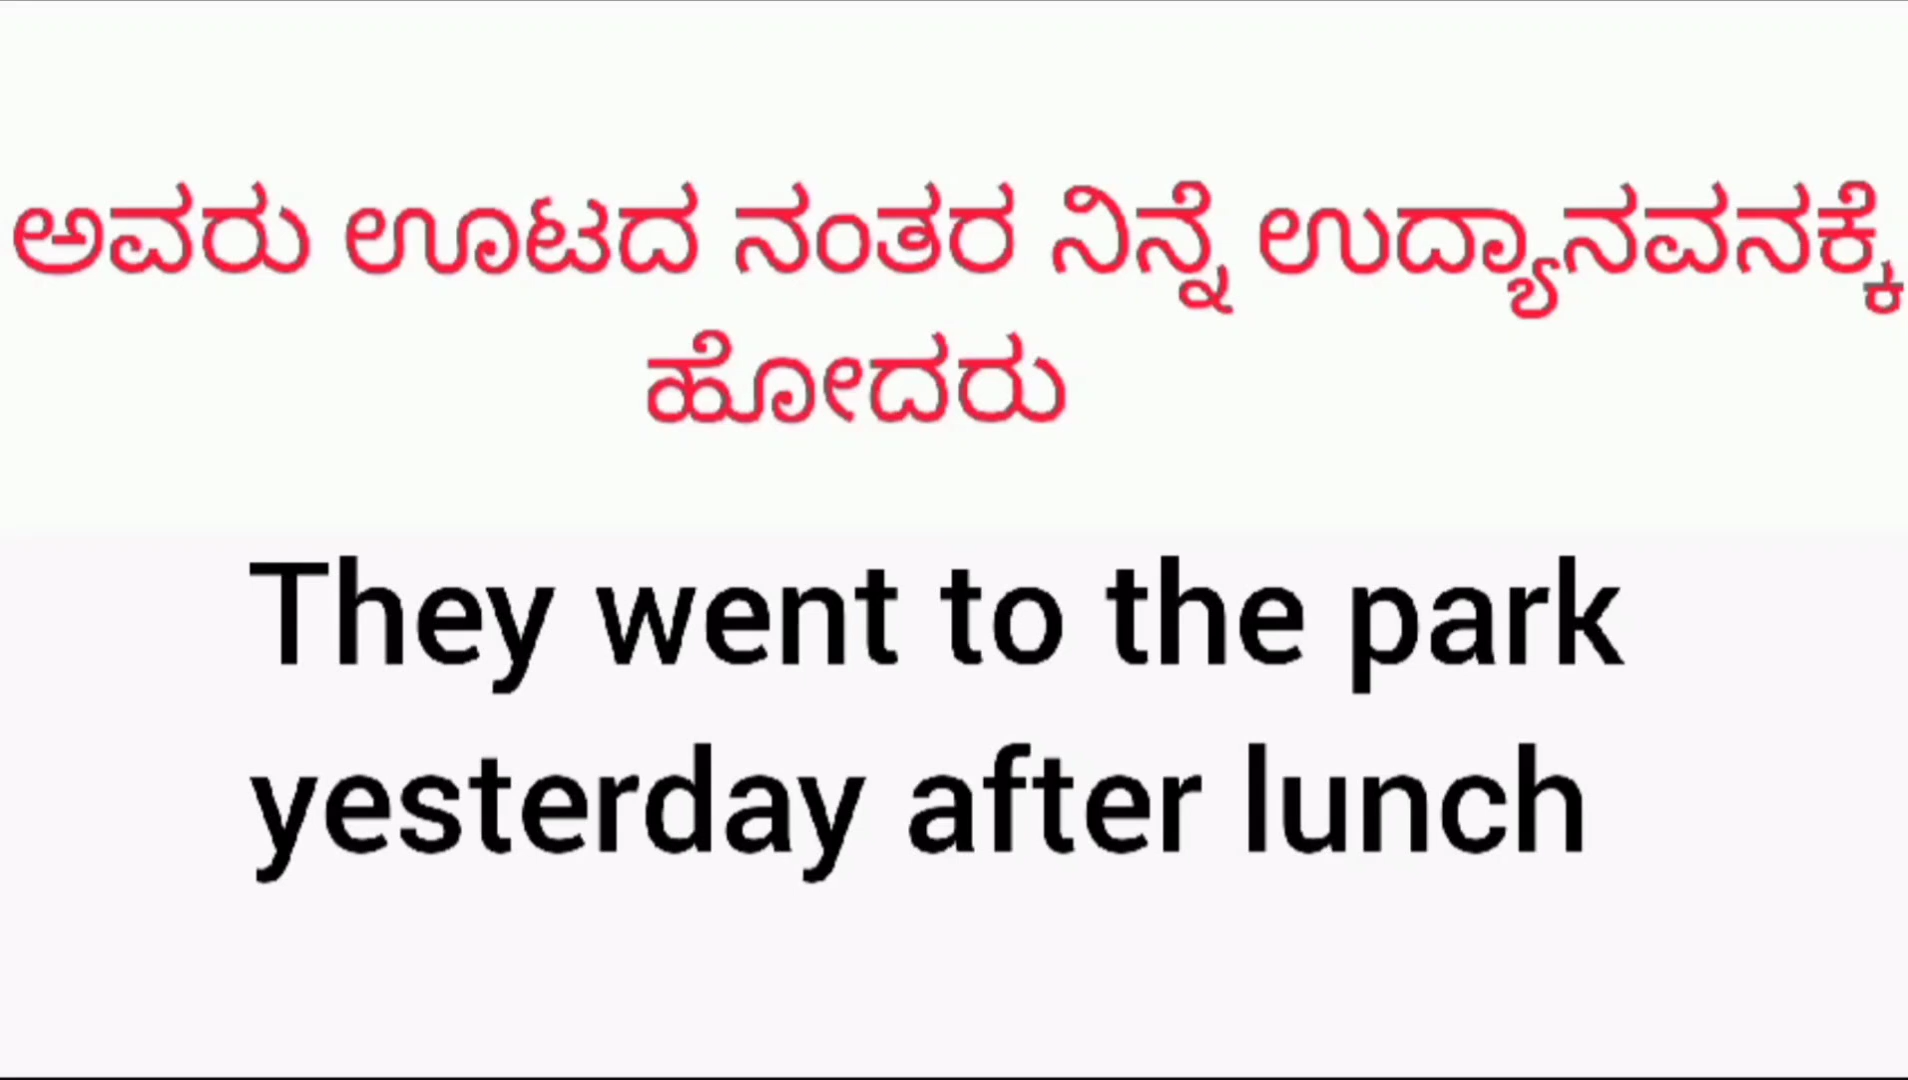 ಅವರು ಊಟದ ನಂತರ ನಿನ್ನೆ ಉದ್ಯಾನವನಕ್ಕೆ
ಹೋದರು
They went to the park
yesterday after lunch